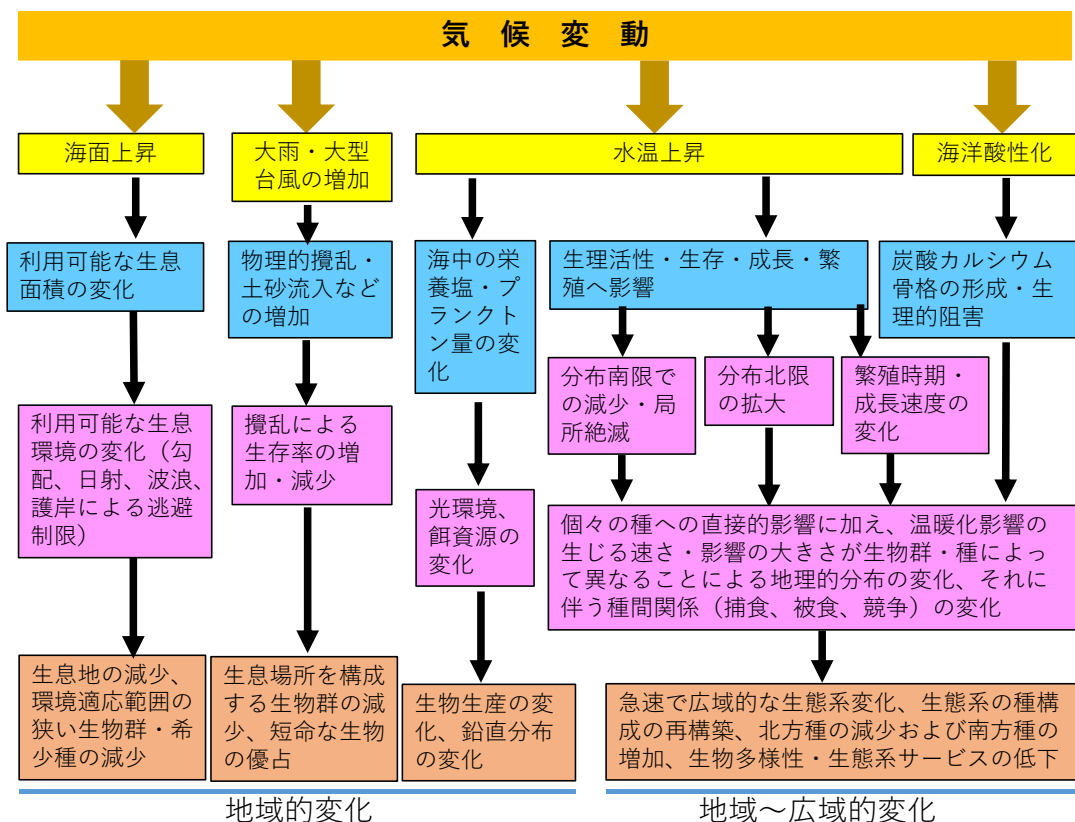 気 候 変 動
海面上昇
大雨・大型
台風の増加
水温上昇
海洋酸性化
利用可能な生息
面積の変化
物理的攪乱・
土砂流入など
の増加
海中の栄
養塩・プ
ランクト
ン量の変
化
生理活性・生存・成長・繁
殖へ影響
炭酸カルシウム
骨格の形成・生
理的阻害
分布南限で
の減少・局
所絶滅
分布北限
の拡大
繁殖時期・
成長速度の
変化
利用可能な生息
環境の変化（勾
配、日射、波浪、
護岸による逃避
制限）
攪乱による
生存率の増
加・減少
光環境、
餌資源の
変化
個々の種への直接的影響に加え、温暖化影響の
生じる速さ・影響の大きさが生物群・種によっ
て異なることによる地理的分布の変化、それに
伴う種間関係（捕食、被食、競争）の変化
生息地の減少、
環境適応範囲の
狭い生物群・希
少種の減少
生息場所を構成
する生物群の減
少、短命な生物
の優占
生物生産の変
化、鉛直分布
の変化
急速で広域的な生態系変化、生態系の種構
成の再構築、北方種の減少および南方種の
増加、生物多様性・生態系サービスの低下
地域的変化
地域～広域的変化